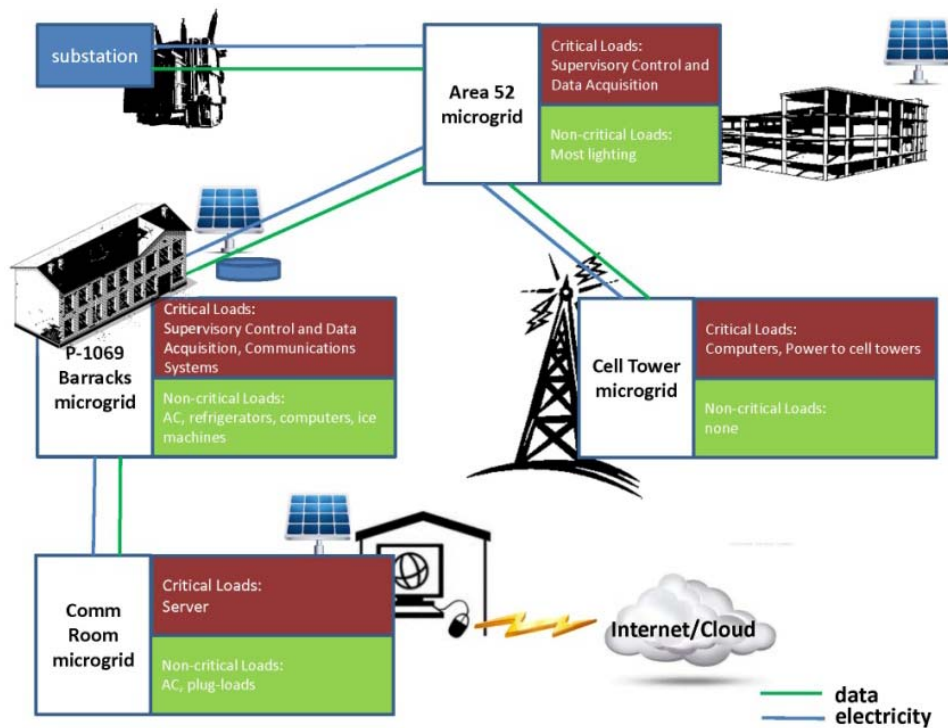 substation
Area 52
microgrid
Critical Loads:
Supervisory Control and
Data Acquisition
Non-critical Loads:
Most lighting
P-1069
Barracks
microgrid
Critical Loads:
Supervisory Control and Data
Acquisition, Communications
Systems
Non-critical Loads:
AC, refrigerators, computers, ice
machines
Cell Tower
microgrid
Critical Loads:
Computers, Power to cell towers
Non-critical Loads:
none
Comm
Room
microgrid
Critical Loads:
Server
Non-critical Loads:
AC, plug-loads
Internet/Cloud
data
electricity